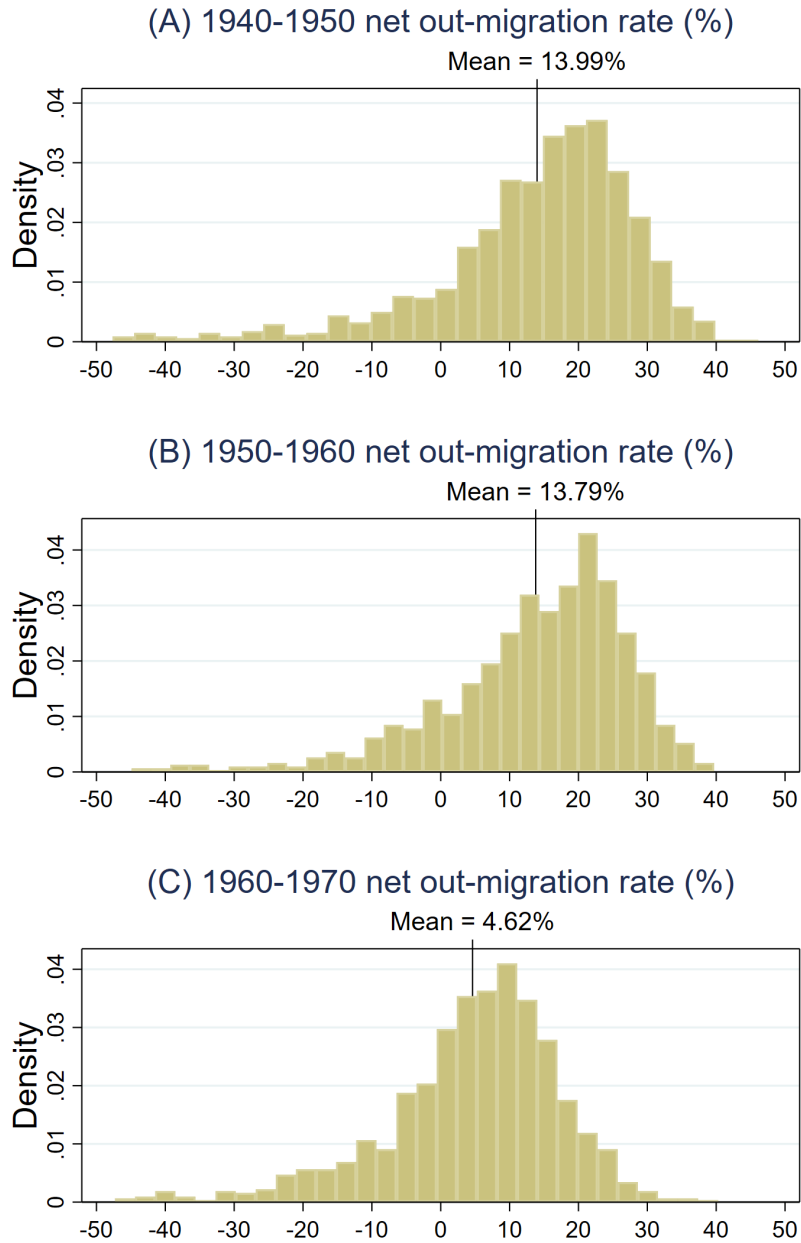 (A) 1940-1950 net out-migration rate (%)
Mean = 13.99%
Density
.04
.03
.02
.01
0
-50 -40 -30 -20 -10 0 10 20 30 40 50
(B) 1950-1960 net out-migration rate (%)
Mean = 13.79%
Density
.04
.03
.02
.01
0
-50 -40 -30 -20 -10 0 10 20 30 40 50
(C) 1960-1970 net out-migration rate (%)
Mean = 4.62%
Density
.04
.03
.02
.01
0
-50 -40 -30 -20 -10 0 10 20 30 40 50